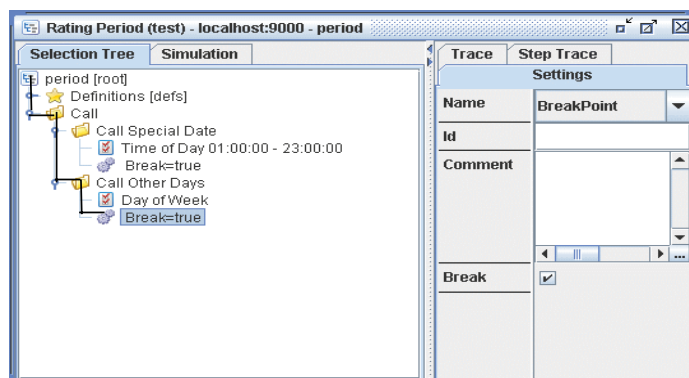 Rating Period (test) - localhost:9000 - period
Selection Tree
Simulation
period [root]
Definitions [defs]
Call
Call Special Date
Time of Day 01:00:00 - 23:00:00
Break=true
Call Other Days
Day of Week
Break=true
Trace
Step Trace
Settings
Name
BreakPoint
Id
Comment
...
Break